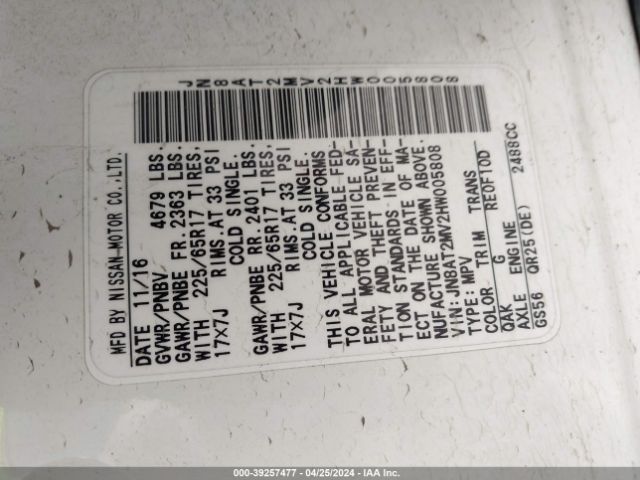 JN8AT2MV2HW005808
MFD BY NISSAN-MOTOR CO.,LTD.
DATE 11/16
GVWR/PNBV 4679 LBS.
GAWR/PNBE FR. 2363 LBS.
WITH 225/65R17 TIRES,
17X7J RIMS AT 33 PSI
COLD SINGLE.
GAWR/PNBE RR. 2401 LBS.
WITH 225/65R17 TIRES,
17X7J RIMS AT 33 PSI
COLD SINGLE.
THIS VEHICLE CONFORMS
TO ALL APPLICABLE FED-
ERAL MOTOR VEHICLE SA-
FETY AND THEFT PREVEN-
TION STANDARDS IN EFF-
ECT ON THE DATE OF MA-
NUFACTURE SHOWN ABOVE.
VIN: JN8AT2MV2HW005808
TYPE: MPV
COLOR TRIM TRANS
QAK G RE0F10D
AXLE ENGINE
GS56 QR25(DE) 2488CC
000-39257477 - 04/25/2024 - IAA Inc.